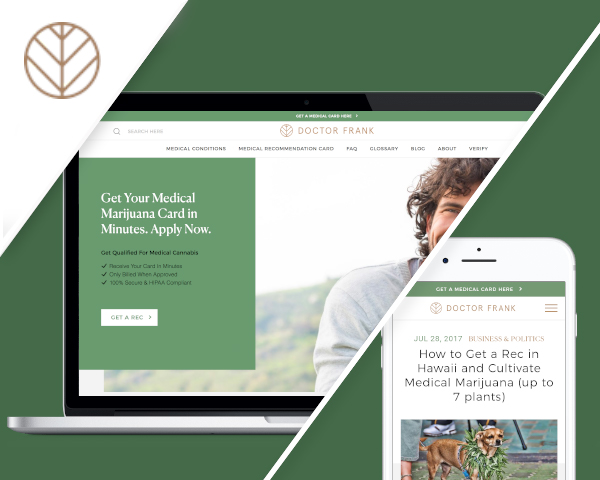 GET A MEDICAL CARD HERE >
SEARCH HERE
DOCTOR FRANK
MEDICAL CONDITIONS MEDICAL RECOMMENDATION CARD FAQ GLOSSARY BLOG ABOUT VERIFY
Get Your Medical
Marijuana Card in
Minutes. Apply Now.
Get Qualified For Medical Cannabis
Receive Your Card In Minutes
Only Billed When Approved
100% Secure & HIPAA Compliant
GET A REC >
GET A MEDICAL CARD HERE >
DOCTOR FRANK
JUL 28, 2017 BUSINESS & POLITICS
How to Get a Rec in
Hawaii and Cultivate
Medical Marijuana (up to
7 plants)